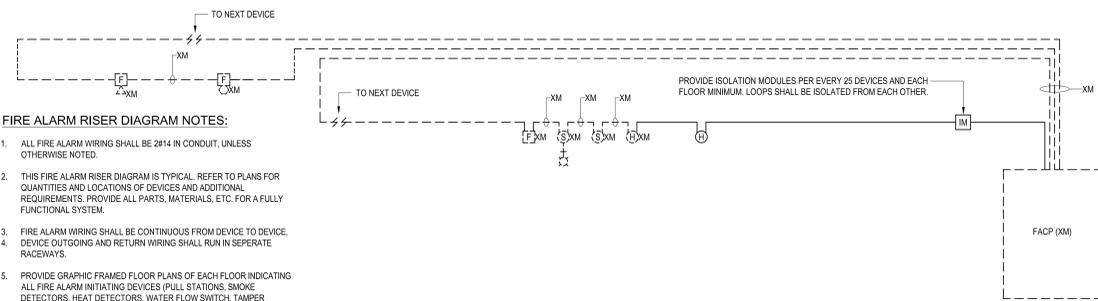 TO NEXT DEVICE
XM
F
XM
F
XM
TO NEXT DEVICE
XM
XM
XM
F
XM
S
XM
S
XM
H
XM
H
PROVIDE ISOLATION MODULES PER EVERY 25 DEVICES AND EACH
FLOOR MINIMUM. LOOPS SHALL BE ISOLATED FROM EACH OTHER.
IM
XM
FACP (XM)
FIRE ALARM RISER DIAGRAM NOTES:
1. ALL FIRE ALARM WIRING SHALL BE 2#14 IN CONDUIT, UNLESS
OTHERWISE NOTED.
2. THIS FIRE ALARM RISER DIAGRAM IS TYPICAL. REFER TO PLANS FOR
QUANTITIES AND LOCATIONS OF DEVICES AND ADDITIONAL
REQUIREMENTS. PROVIDE ALL PARTS, MATERIALS, ETC. FOR A FULLY
FUNCTIONAL SYSTEM.
3. FIRE ALARM WIRING SHALL BE CONTINUOUS FROM DEVICE TO DEVICE,
4. DEVICE OUTGOING AND RETURN WIRING SHALL RUN IN SEPERATE
RACEWAYS.
5. PROVIDE GRAPHIC FRAMED FLOOR PLANS OF EACH FLOOR INDICATING
ALL FIRE ALARM INITIATING DEVICES (PULL STATIONS, SMOKE
DETECTORS, HEAT DETECTORS, WATER FLOW SWITCH, TAMPER